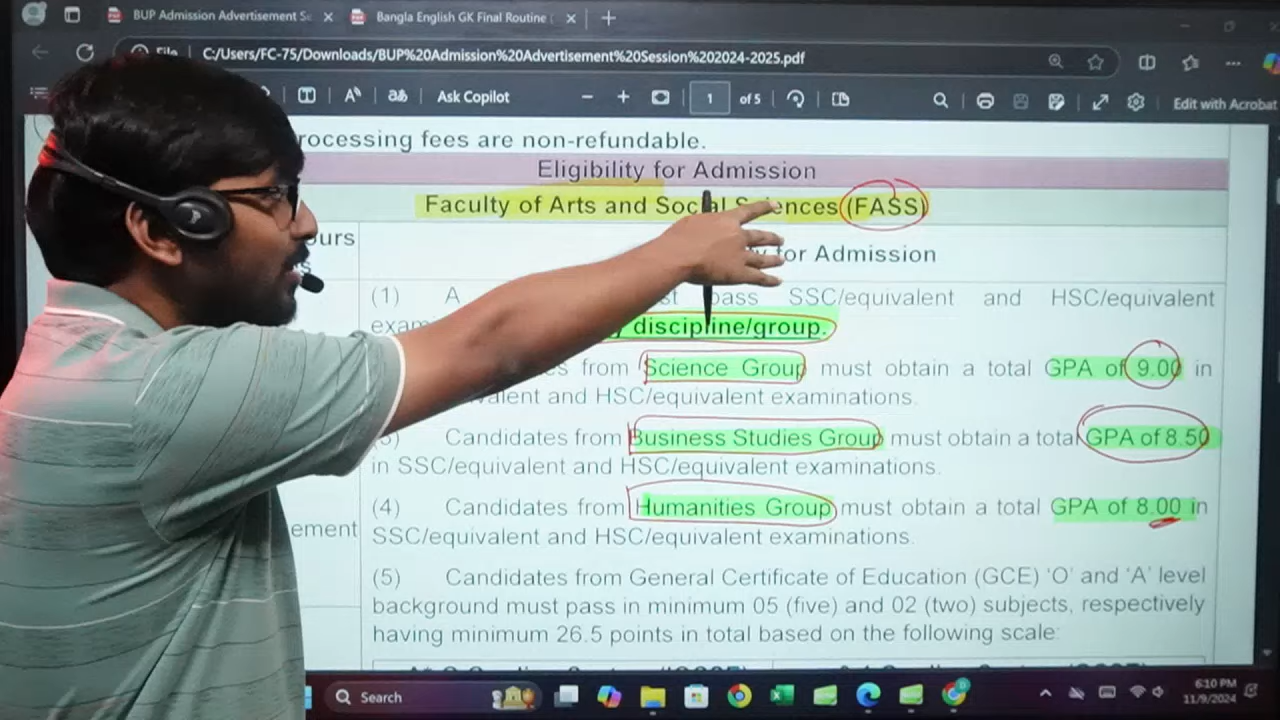 BUP Admission Advertisement Se
Bangla English GK Final Routine
File C:/Users/FC-75/Downloads/BUP%20Admission%20Advertisement%20Session%202024-2025.pdf
Ask Copilot
1 of 5
Edit with Acrobat
rocessing fees are non-refundable.
Eligibility for Admission
Faculty of Arts and Social Sciences (FASS)
ours
s
for Admission
(1) A pass SSC/equivalent and HSC/equivalent
discipline/group.
from Science Group must obtain a total GPA of 9.00 in
and HSC/equivalent examinations.
Candidates from Business Studies Group must obtain a total GPA of 8.50
in SSC/equivalent and HSC/equivalent examinations.
(4) Candidates from Humanities Group must obtain a total GPA of 8.00 in
ement
SSC/equivalent and HSC/equivalent examinations.
(5) Candidates from General Certificate of Education (GCE) 'O' and 'A' level
background must pass in minimum 05 (five) and 02 (two) subjects, respectively
having minimum 26.5 points in total based on the following scale:
Search
6:10 PM
11/9/2024